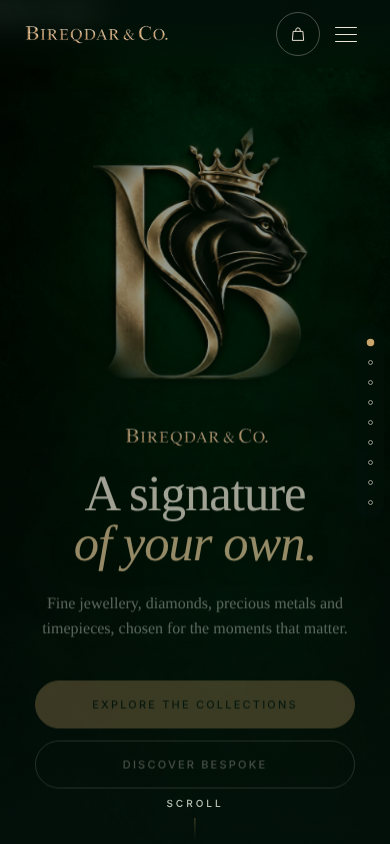 BIREQDAR & CO.
B
BIREQDAR & CO.
A signature
of your own.
Fine jewellery, diamonds, precious metals and
timepieces, chosen for the moments that matter.
EXPLORE THE COLLECTIONS
DISCOVER BESPOKE
SCROLL